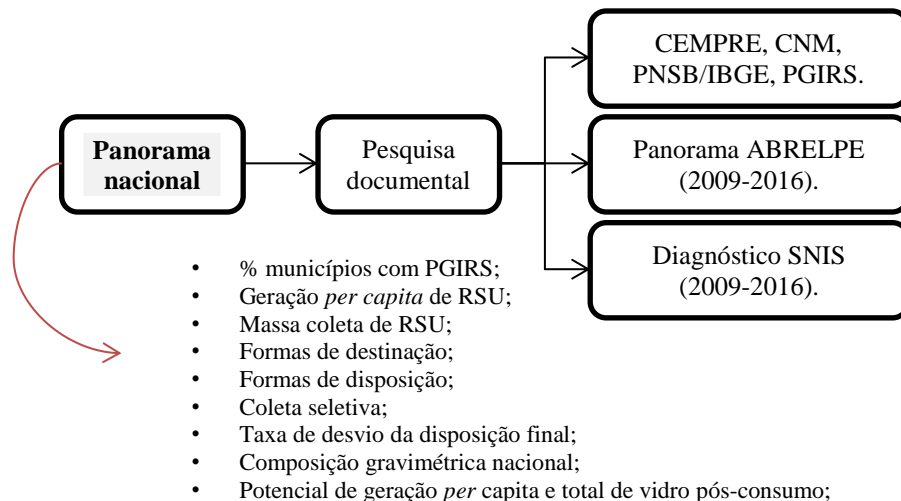 Panorama
nacional
Pesquisa
documental
CEMPRE, CNM,
PNSB/IBGE, PGIRS.
Panorama ABRELPE
(2009-2016).
Diagnóstico SNIS
(2009-2016).
• % municípios com PGIRS;
• Geração per capita de RSU;
• Massa coleta de RSU;
• Formas de destinação;
• Formas de disposição;
• Coleta seletiva;
• Taxa de desvio da disposição final;
• Composição gravimétrica nacional;
• Potencial de geração per capita e total de vidro pós-consumo;